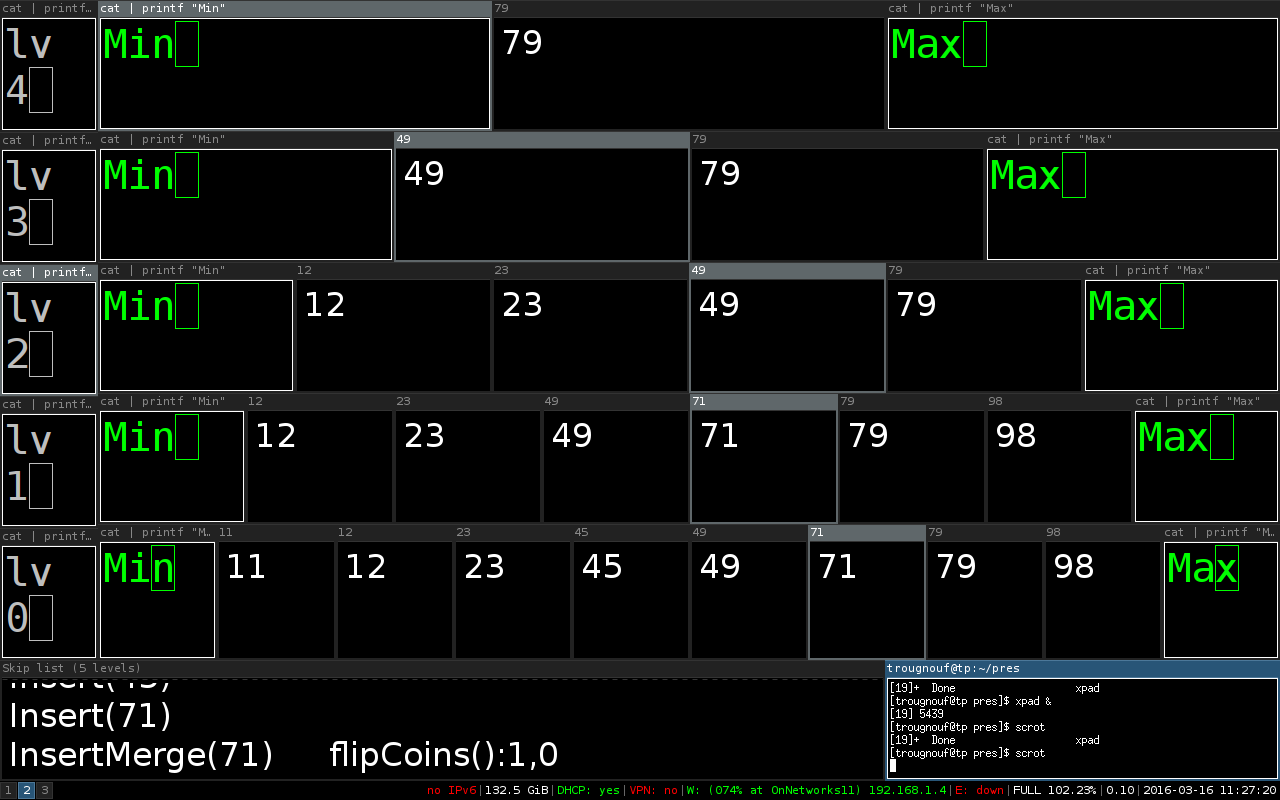 cat | printf… cat | printf "Min" 79 cat | printf "Max"
lv 4 Min 79 Max
cat | printf… cat | printf "Min" 49 79 cat | printf "Max"
lv 3 Min 49 79 Max
cat | printf… cat | printf "Min" 12 23 49 79 cat | printf "Max"
lv 2 Min 12 23 49 79 Max
cat | printf… cat | printf "Min" 12 23 49 71 79 98 cat | printf "Max"
lv 1 Min 12 23 49 71 79 98 Max
cat | printf… cat | printf "M… 11 12 23 45 49 71 79 98 cat | printf "M…
lv 0 Min 11 12 23 45 49 71 79 98 Max
Skip list (5 levels)
Insert(45)
Insert(71)
InsertMerge(71) flipCoins():1,0
trougnouf@tp:~/pres
[19]+ Done xpad
[trougnouf@tp pres]$ xpad &
[19] 5439
[trougnouf@tp pres]$ scrot
[19]+ Done xpad
[trougnouf@tp pres]$ scrot
1 2 3 no IPv6|132.5 GiB|DHCP: yes|VPN: no|W: (074% at OnNetworks11) 192.168.1.4|E: down|FULL 102.23%|0.10|2016-03-16 11:27:20